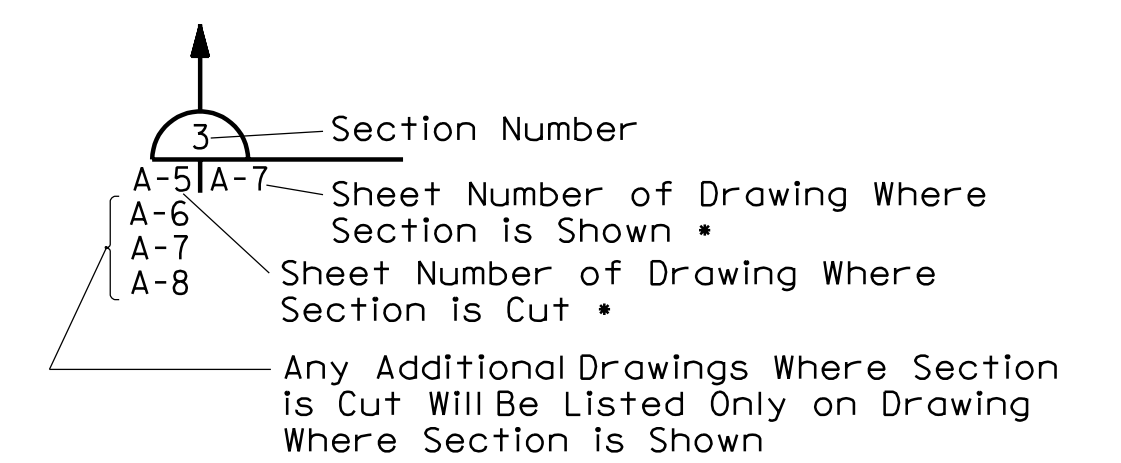 3
Section Number
A-5 A-7
Sheet Number of Drawing Where
Section is Shown *
A-6
A-7
A-8
Sheet Number of Drawing Where
Section is Cut *
Any Additional Drawings Where Section
is Cut Will Be Listed Only on Drawing
Where Section is Shown